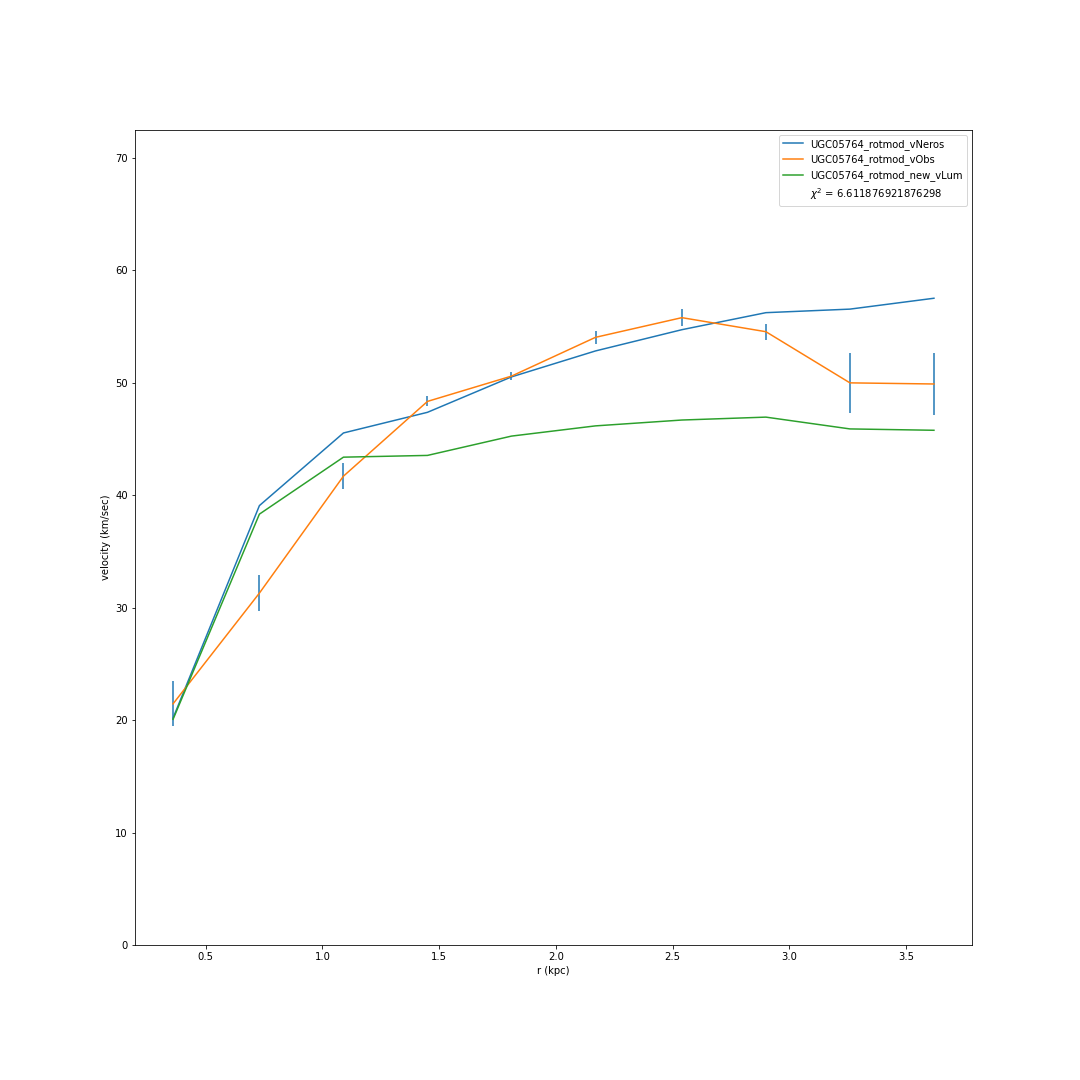 UGC05764_rotmod_vNeros
UGC05764_rotmod_vObs
UGC05764_rotmod_new_vLum
χ² = 6.611876921876298
70
60
50
40
30
20
10
0
velocity (km/sec)
0.5 1.0 1.5 2.0 2.5 3.0 3.5
r (kpc)